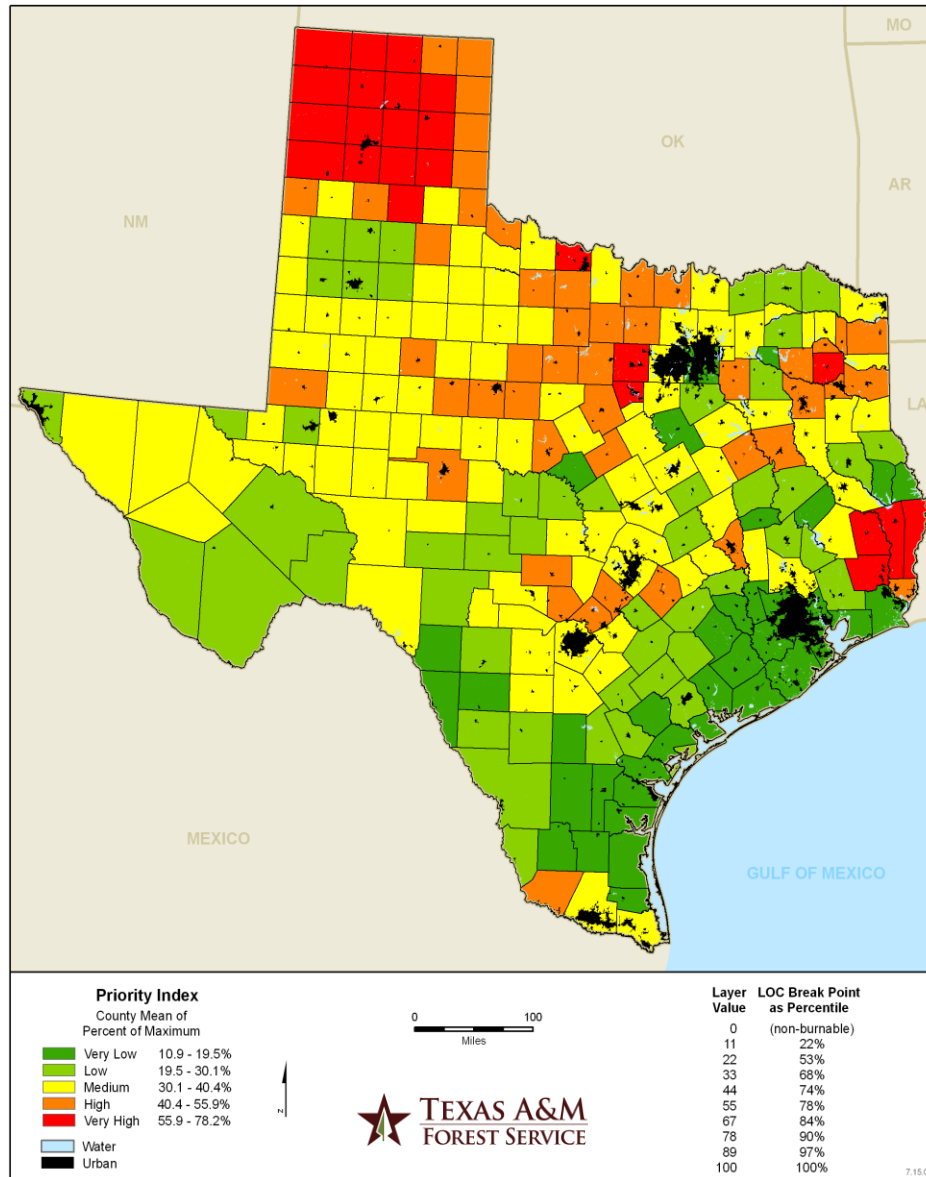 MO
OK
AR
NM
LA
MEXICO
GULF OF MEXICO
Priority Index
County Mean of
Percent of Maximum
Very Low 10.9 - 19.5%
Low 19.5 - 30.1%
Medium 30.1 - 40.4%
High 40.4 - 55.9%
Very High 55.9 - 78.2%
Water
Urban
0 100
Miles
TEXAS A&M
FOREST SERVICE
Layer Value LOC Break Point as Percentile
0 (non-burnable)
11 22%
22 53%
33 68%
44 74%
55 78%
67 84%
78 90%
89 97%
100 100%